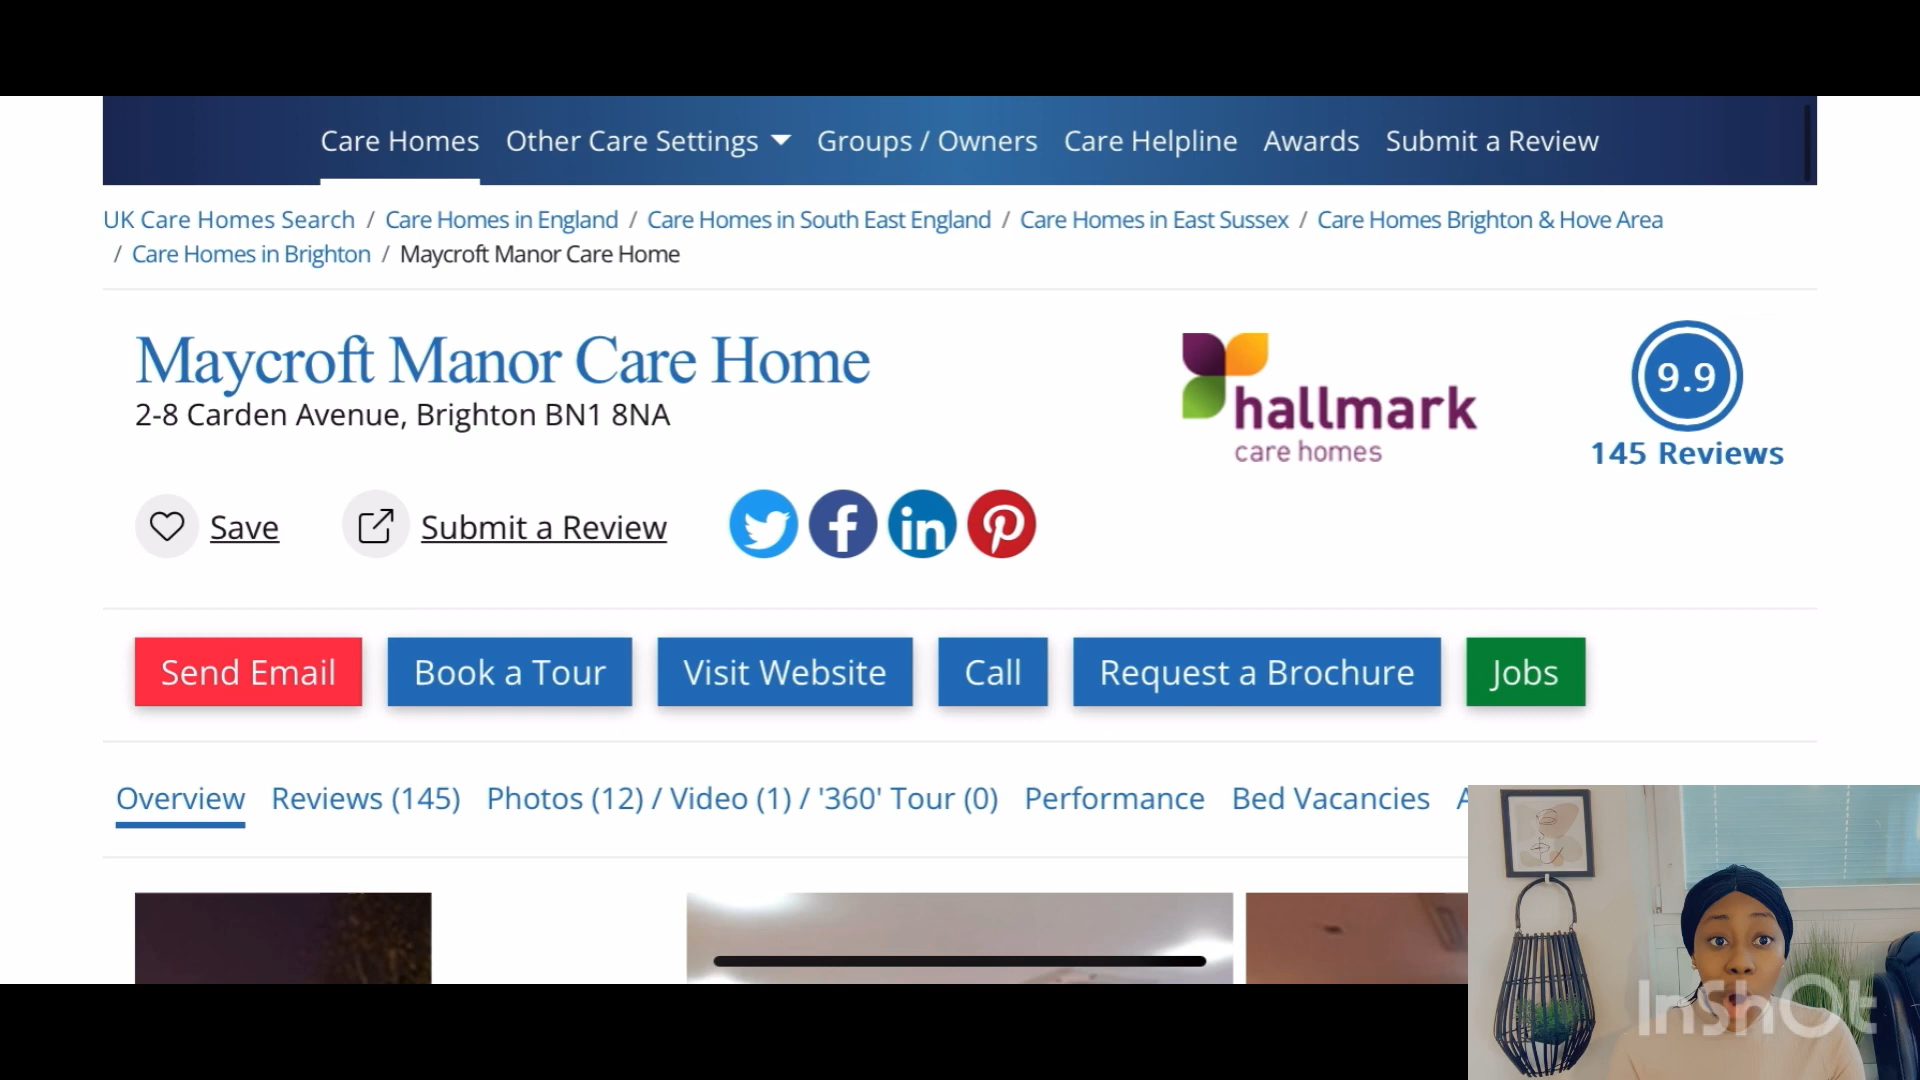 Care Homes Other Care Settings Groups / Owners Care Helpline Awards Submit a Review
UK Care Homes Search / Care Homes in England / Care Homes in South East England / Care Homes in East Sussex / Care Homes Brighton & Hove Area
/ Care Homes in Brighton / Maycroft Manor Care Home
Maycroft Manor Care Home
2-8 Carden Avenue, Brighton BN1 8NA
hallmark
care homes
9.9
145 Reviews
Save Submit a Review
Send Email Book a Tour Visit Website Call Request a Brochure Jobs
Overview Reviews (145) Photos (12) / Video (1) / '360' Tour (0) Performance Bed Vacancies
InShOt